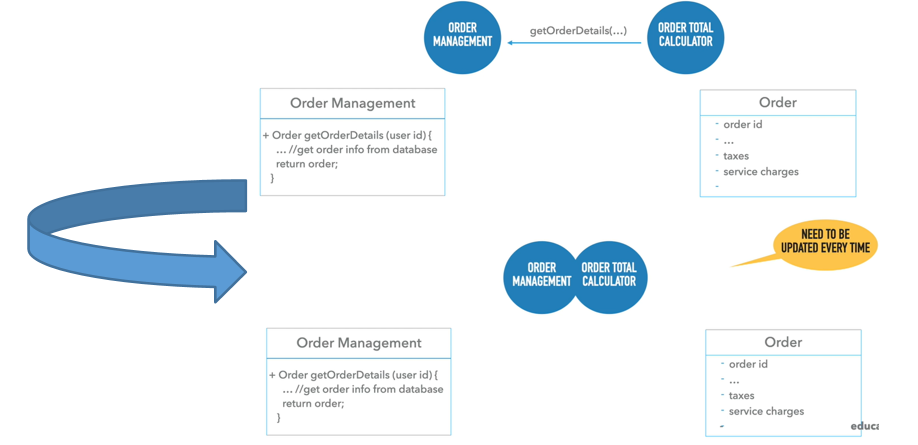 ORDER
MANAGEMENT
getOrderDetails(...)
ORDER TOTAL
CALCULATOR
Order Management
+ Order getOrderDetails (user id) {
... //get order info from database
return order;
}
Order
- order id
- ...
- taxes
- service charges
-
NEED TO BE
UPDATED EVERY TIME
ORDER
MANAGEMENT
ORDER TOTAL
CALCULATOR
Order Management
+ Order getOrderDetails (user id) {
... //get order info from database
return order;
}
Order
- order id
- ...
- taxes
- service charges
-